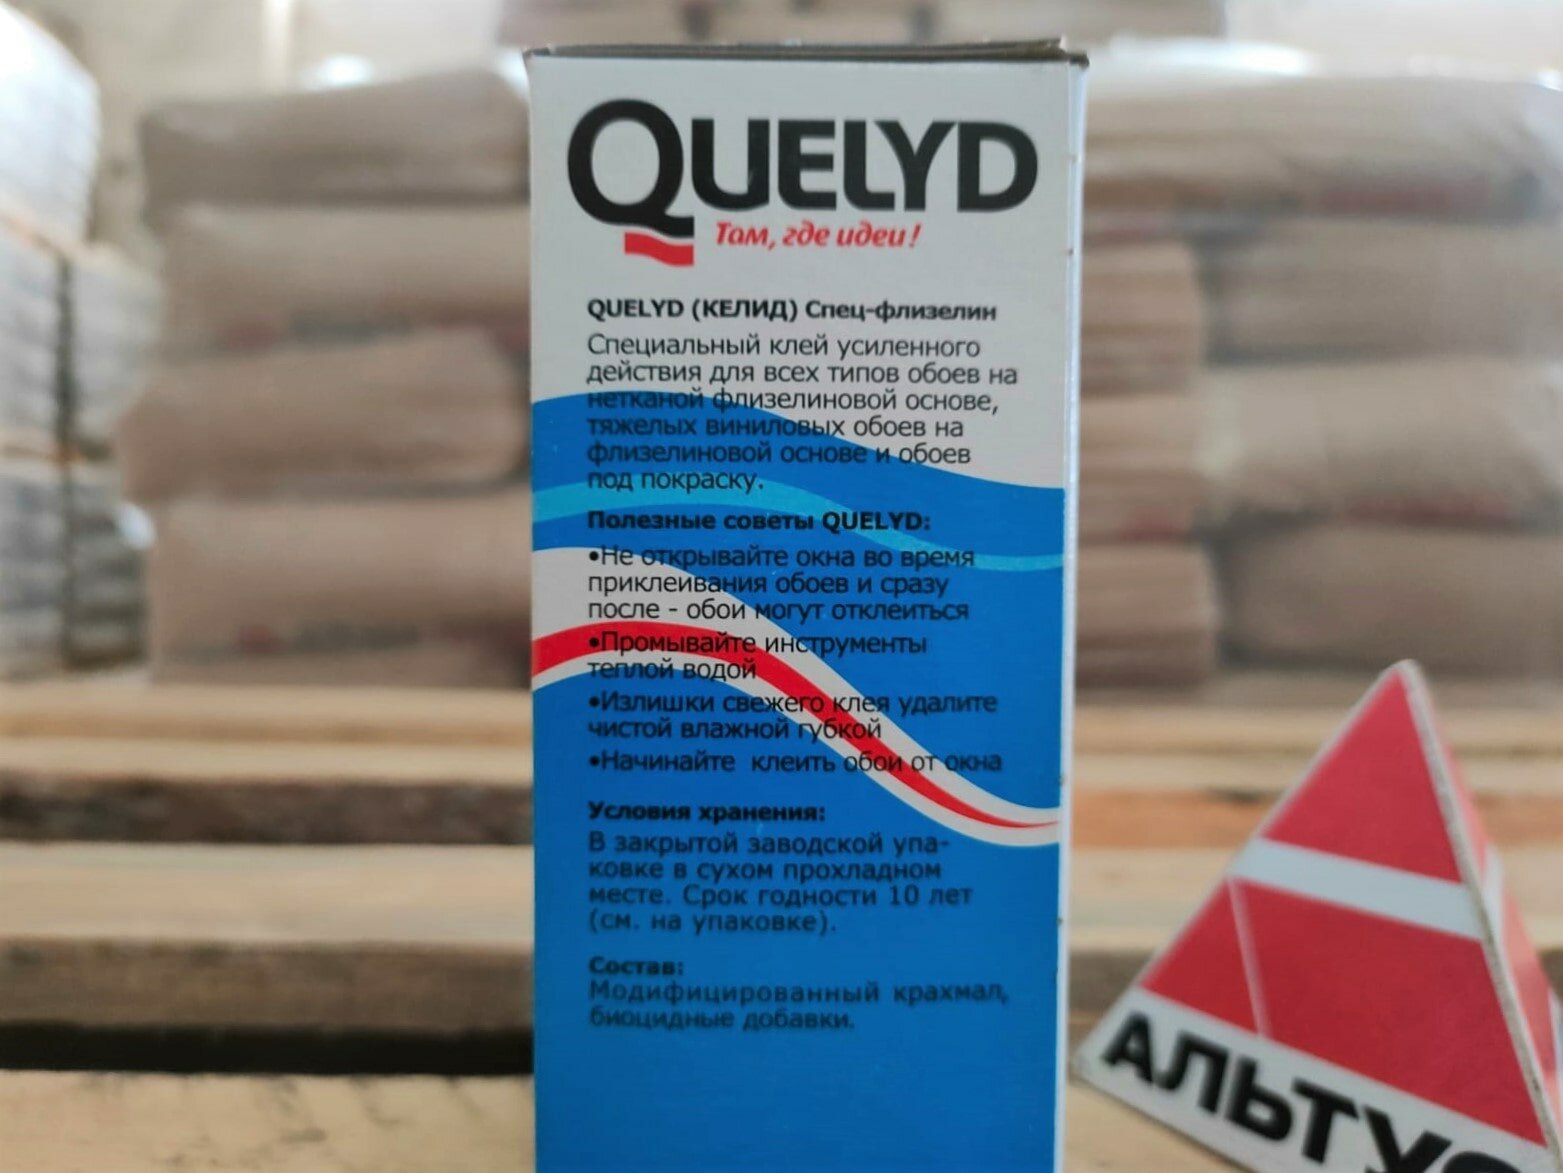 QUELYD
Там, где идеи!
QUELYD (КЕЛИД) Спец-флизелин
Специальный клей усиленного
действия для всех типов обоев на
нетканой флизелиновой основе,
тяжелых виниловых обоев на
флизелиновой основе и обоев
под покраску.
Полезные советы QUELYD:
•Не открывайте окна во время
приклеивания обоев и сразу
после - обои могут отклеиться
•Промывайте инструменты
теплой водой
•Излишки свежего клея удалите
чистой влажной губкой
•Начинайте клеить обои от окна
Условия хранения:
В закрытой заводской упа-
ковке в сухом прохладном
месте. Срок годности 10 лет
(см. на упаковке).
Состав:
Модифицированный крахмал,
биоцидные добавки.
АЛЬТУС